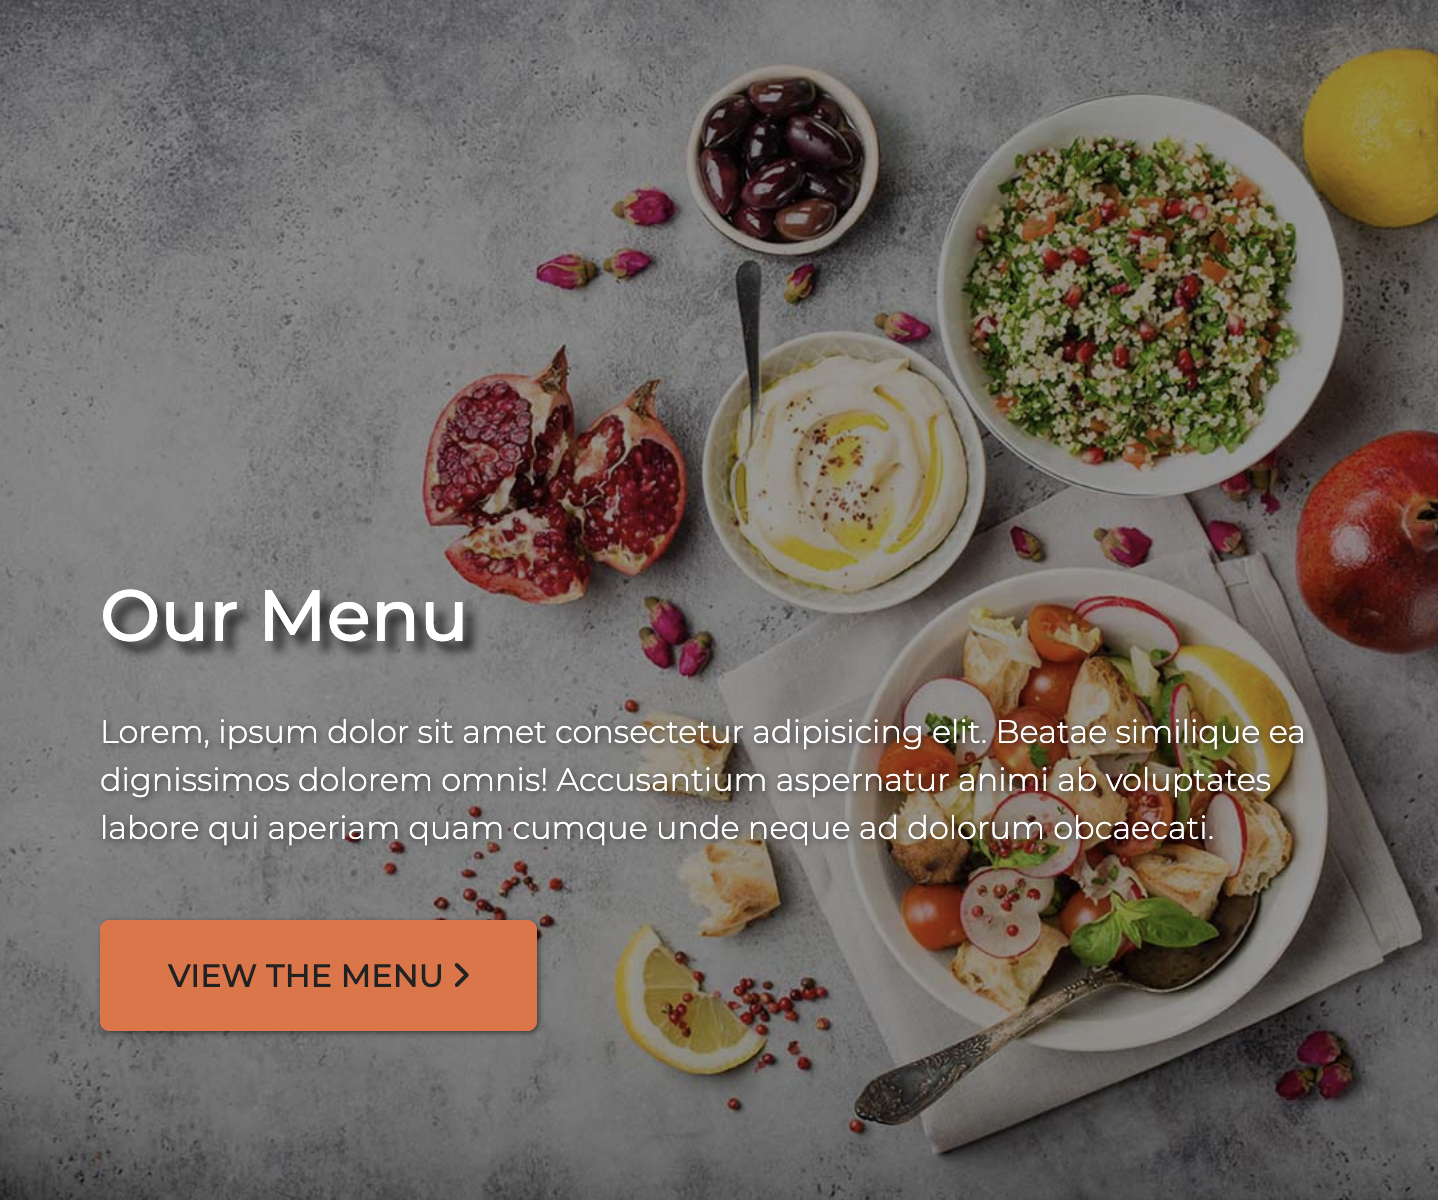 Our Menu
Lorem, ipsum dolor sit amet consectetur adipisicing elit. Beatae similique ea
dignissimos dolorem omnis! Accusantium aspernatur animi ab voluptates
labore qui aperiam quam cumque unde neque ad dolorum obcaecati.
VIEW THE MENU >